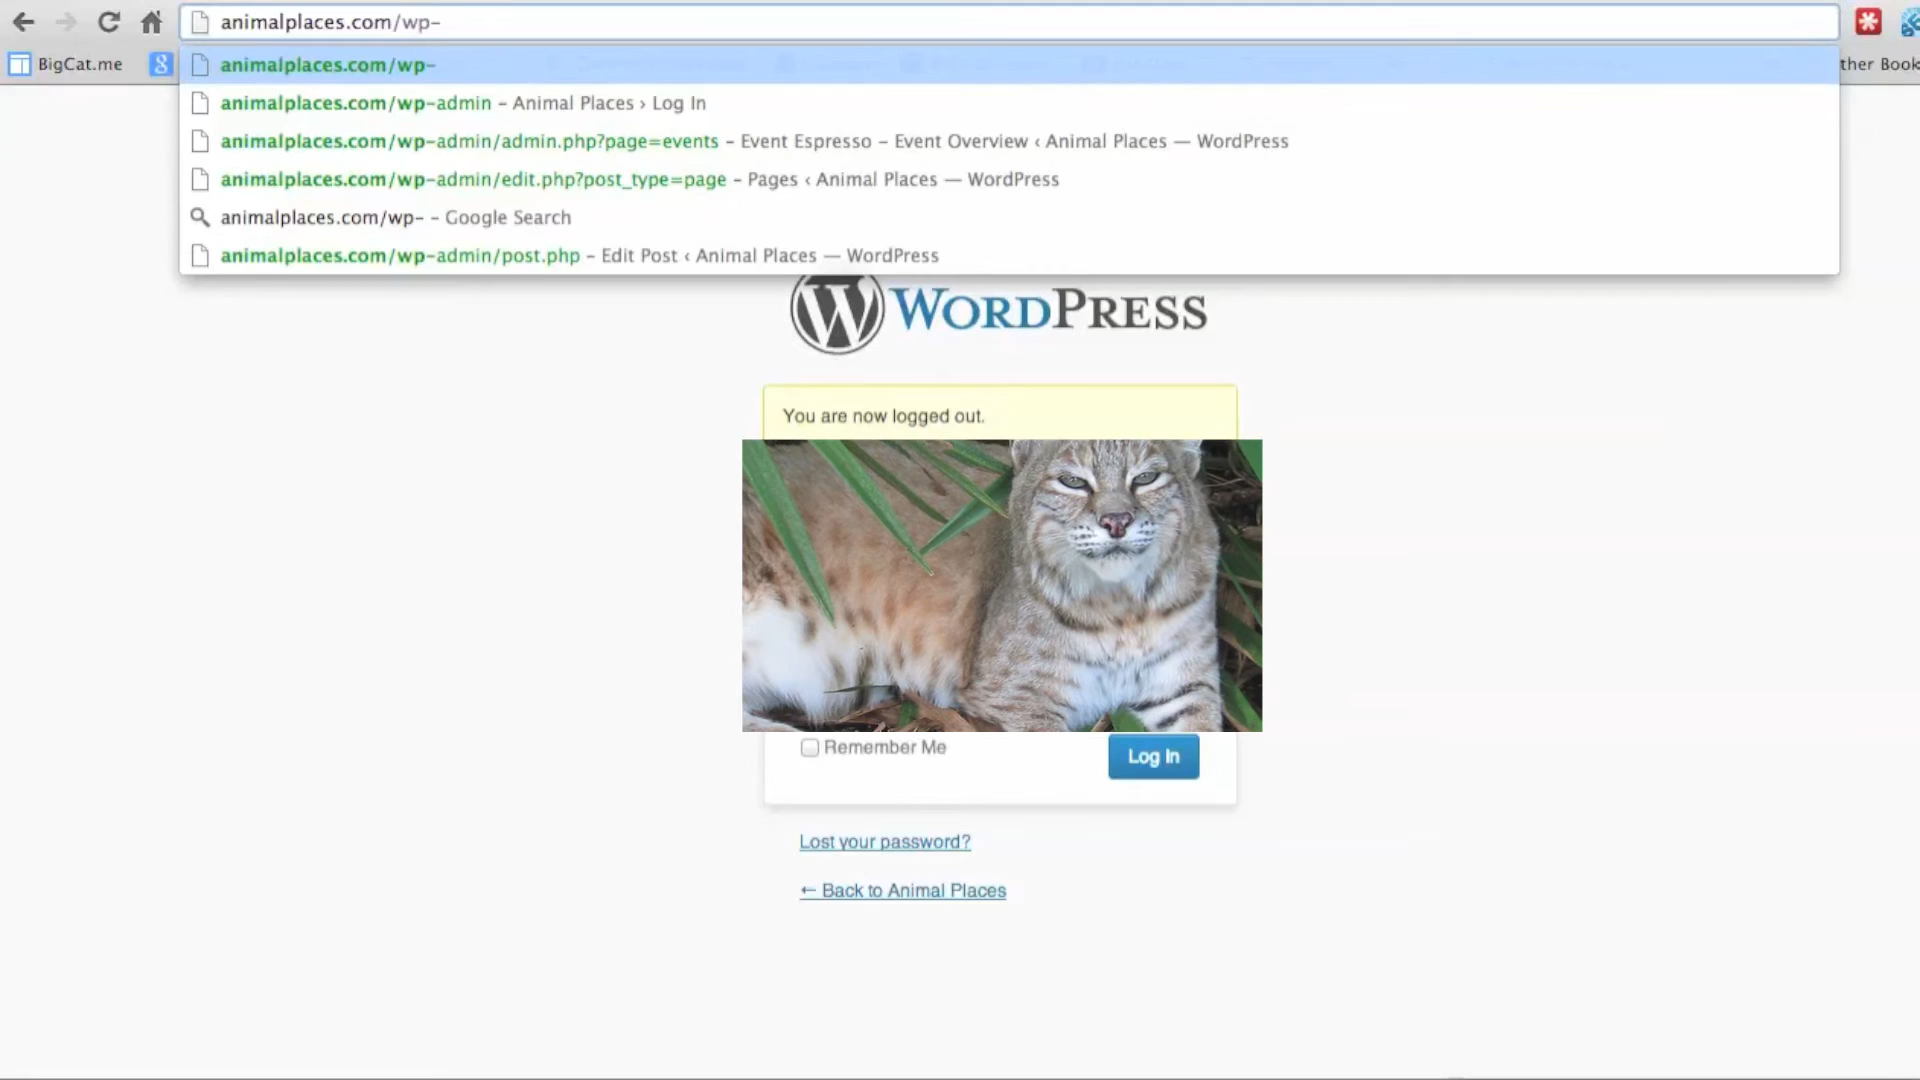 animalplaces.com/wp-
BigCat.me
animalplaces.com/wp-
ther Book
animalplaces.com/wp-admin – Animal Places › Log In
animalplaces.com/wp-admin/admin.php?page=events – Event Espresso – Event Overview ‹ Animal Places — WordPress
animalplaces.com/wp-admin/edit.php?post_type=page – Pages ‹ Animal Places — WordPress
animalplaces.com/wp- – Google Search
animalplaces.com/wp-admin/post.php – Edit Post ‹ Animal Places — WordPress
WORDPRESS
You are now logged out.
Remember Me
Log In
Lost your password?
← Back to Animal Places